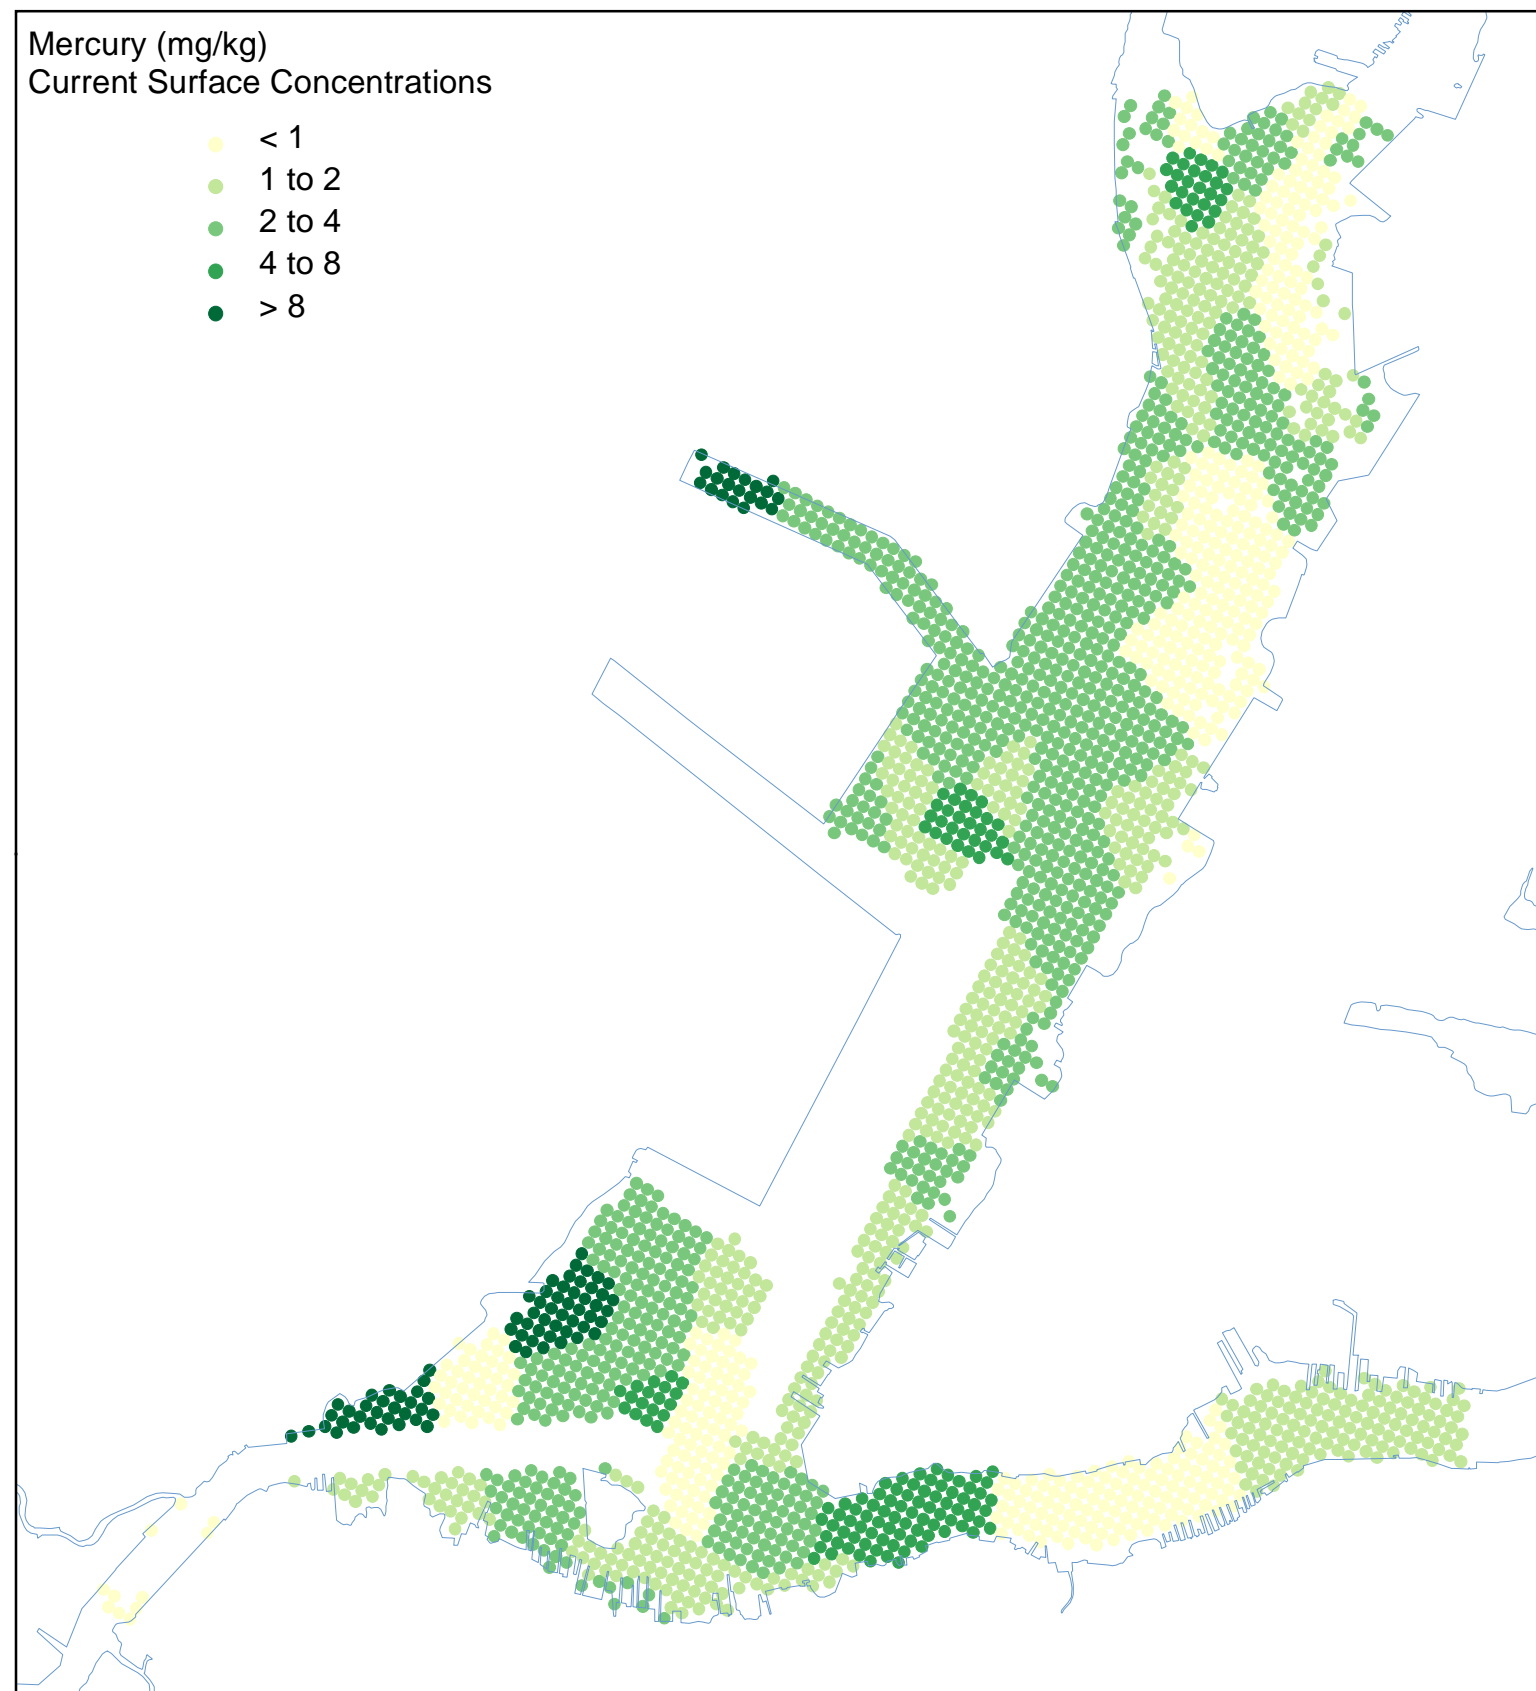 Mercury (mg/kg)
Current Surface Concentrations
< 1
1 to 2
2 to 4
4 to 8
> 8